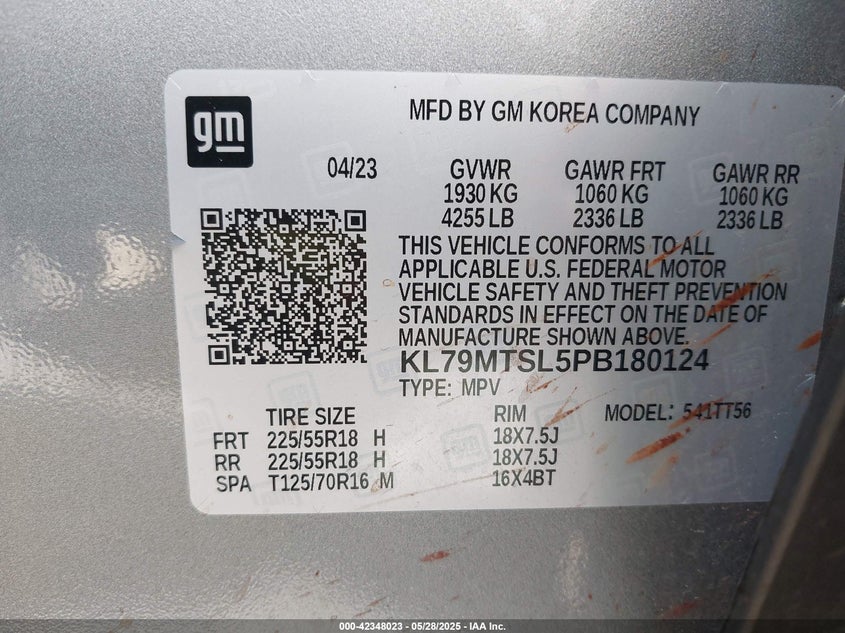 gm
MFD BY GM KOREA COMPANY
04/23 GVWR GAWR FRT GAWR RR
1930 KG 1060 KG 1060 KG
4255 LB 2336 LB 2336 LB
THIS VEHICLE CONFORMS TO ALL
APPLICABLE U.S. FEDERAL MOTOR
VEHICLE SAFETY AND THEFT PREVENTION
STANDARDS IN EFFECT ON THE DATE OF
MANUFACTURE SHOWN ABOVE.
KL79MTSL5PB180124
TYPE: MPV
TIRE SIZE RIM MODEL: 541TT56
FRT 225/55R18 H 18X7.5J
RR 225/55R18 H 18X7.5J
SPA T125/70R16 M 16X4BT
000-42348023 - 05/28/2025 - IAA Inc.